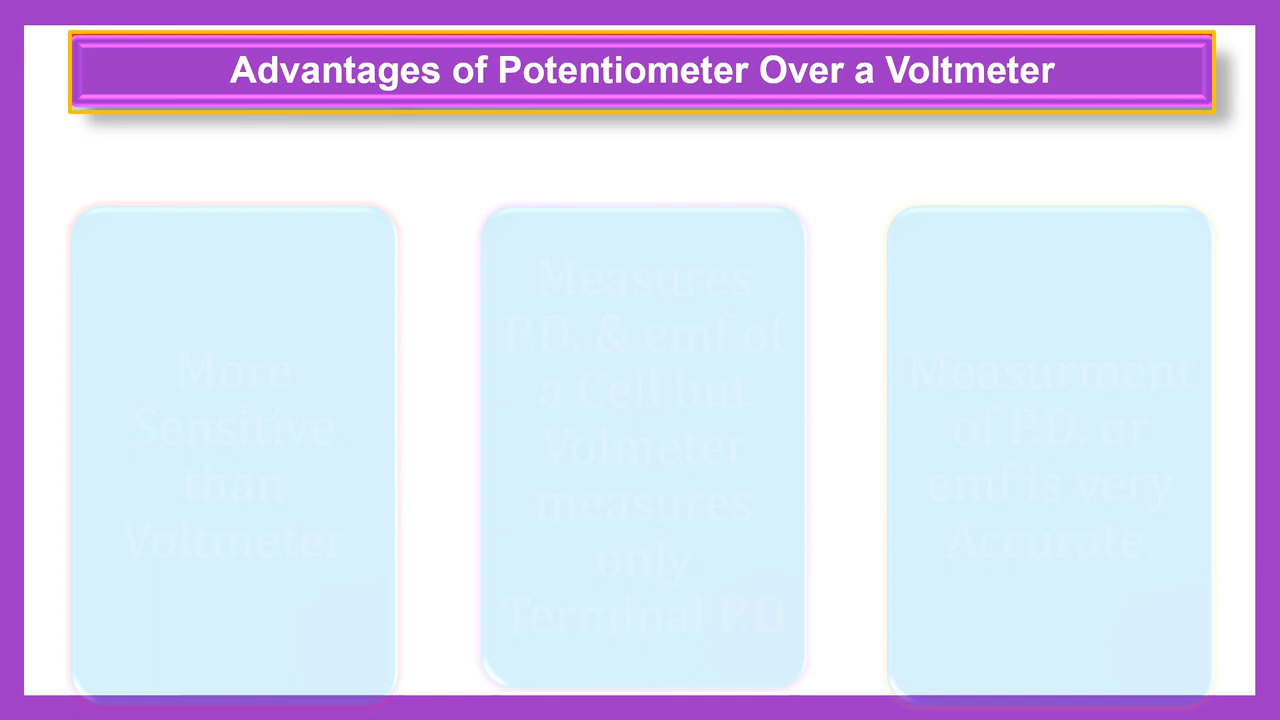 Advantages of Potentiometer Over a Voltmeter
More
Sensitive
than
Voltmeter
Measures
P.D. & emf of
a Cell but
Volmeter
measures
only
Terminal P.D
Measurment
of P.D. or
emf is very
Accurate.